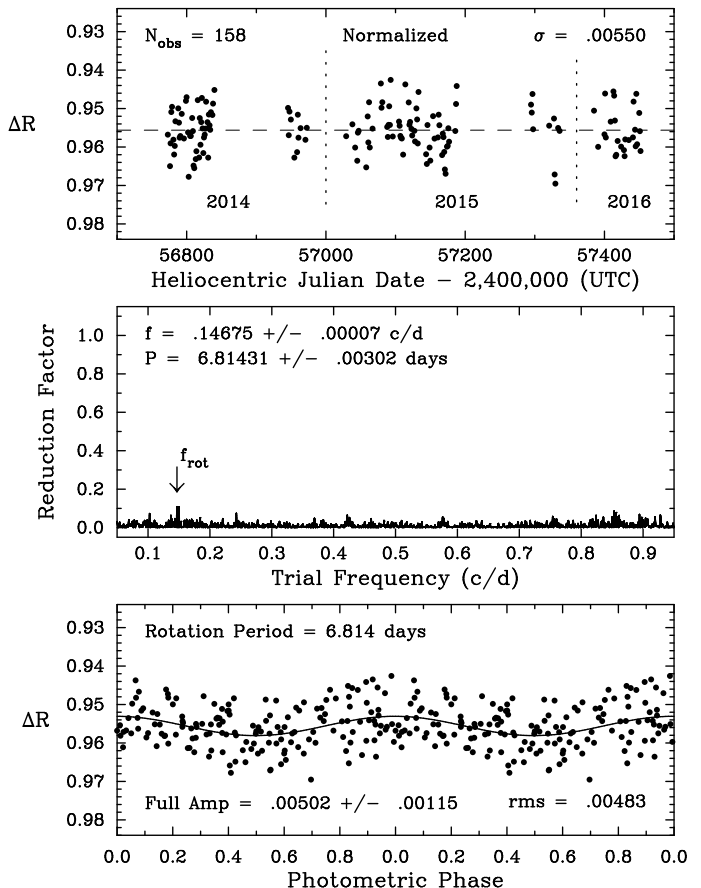 N_obs = 158 Normalized σ = .00550
0.93
0.94
0.95
ΔR
0.96
0.97
2014 2015 2016
0.98
56800 57000 57200 57400
Heliocentric Julian Date − 2,400,000 (UTC)
f = .14675 +/− .00007 c/d
P = 6.81431 +/− .00302 days
Reduction Factor
1.0
0.8
0.6
0.4
0.2
0.0
f_rot
0.1 0.2 0.3 0.4 0.5 0.6 0.7 0.8 0.9
Trial Frequency (c/d)
Rotation Period = 6.814 days
0.93
0.94
0.95
ΔR
0.96
0.97
0.98
Full Amp = .00502 +/− .00115 rms = .00483
0.0 0.2 0.4 0.6 0.8 0.0 0.2 0.4 0.6 0.8 0.0
Photometric Phase